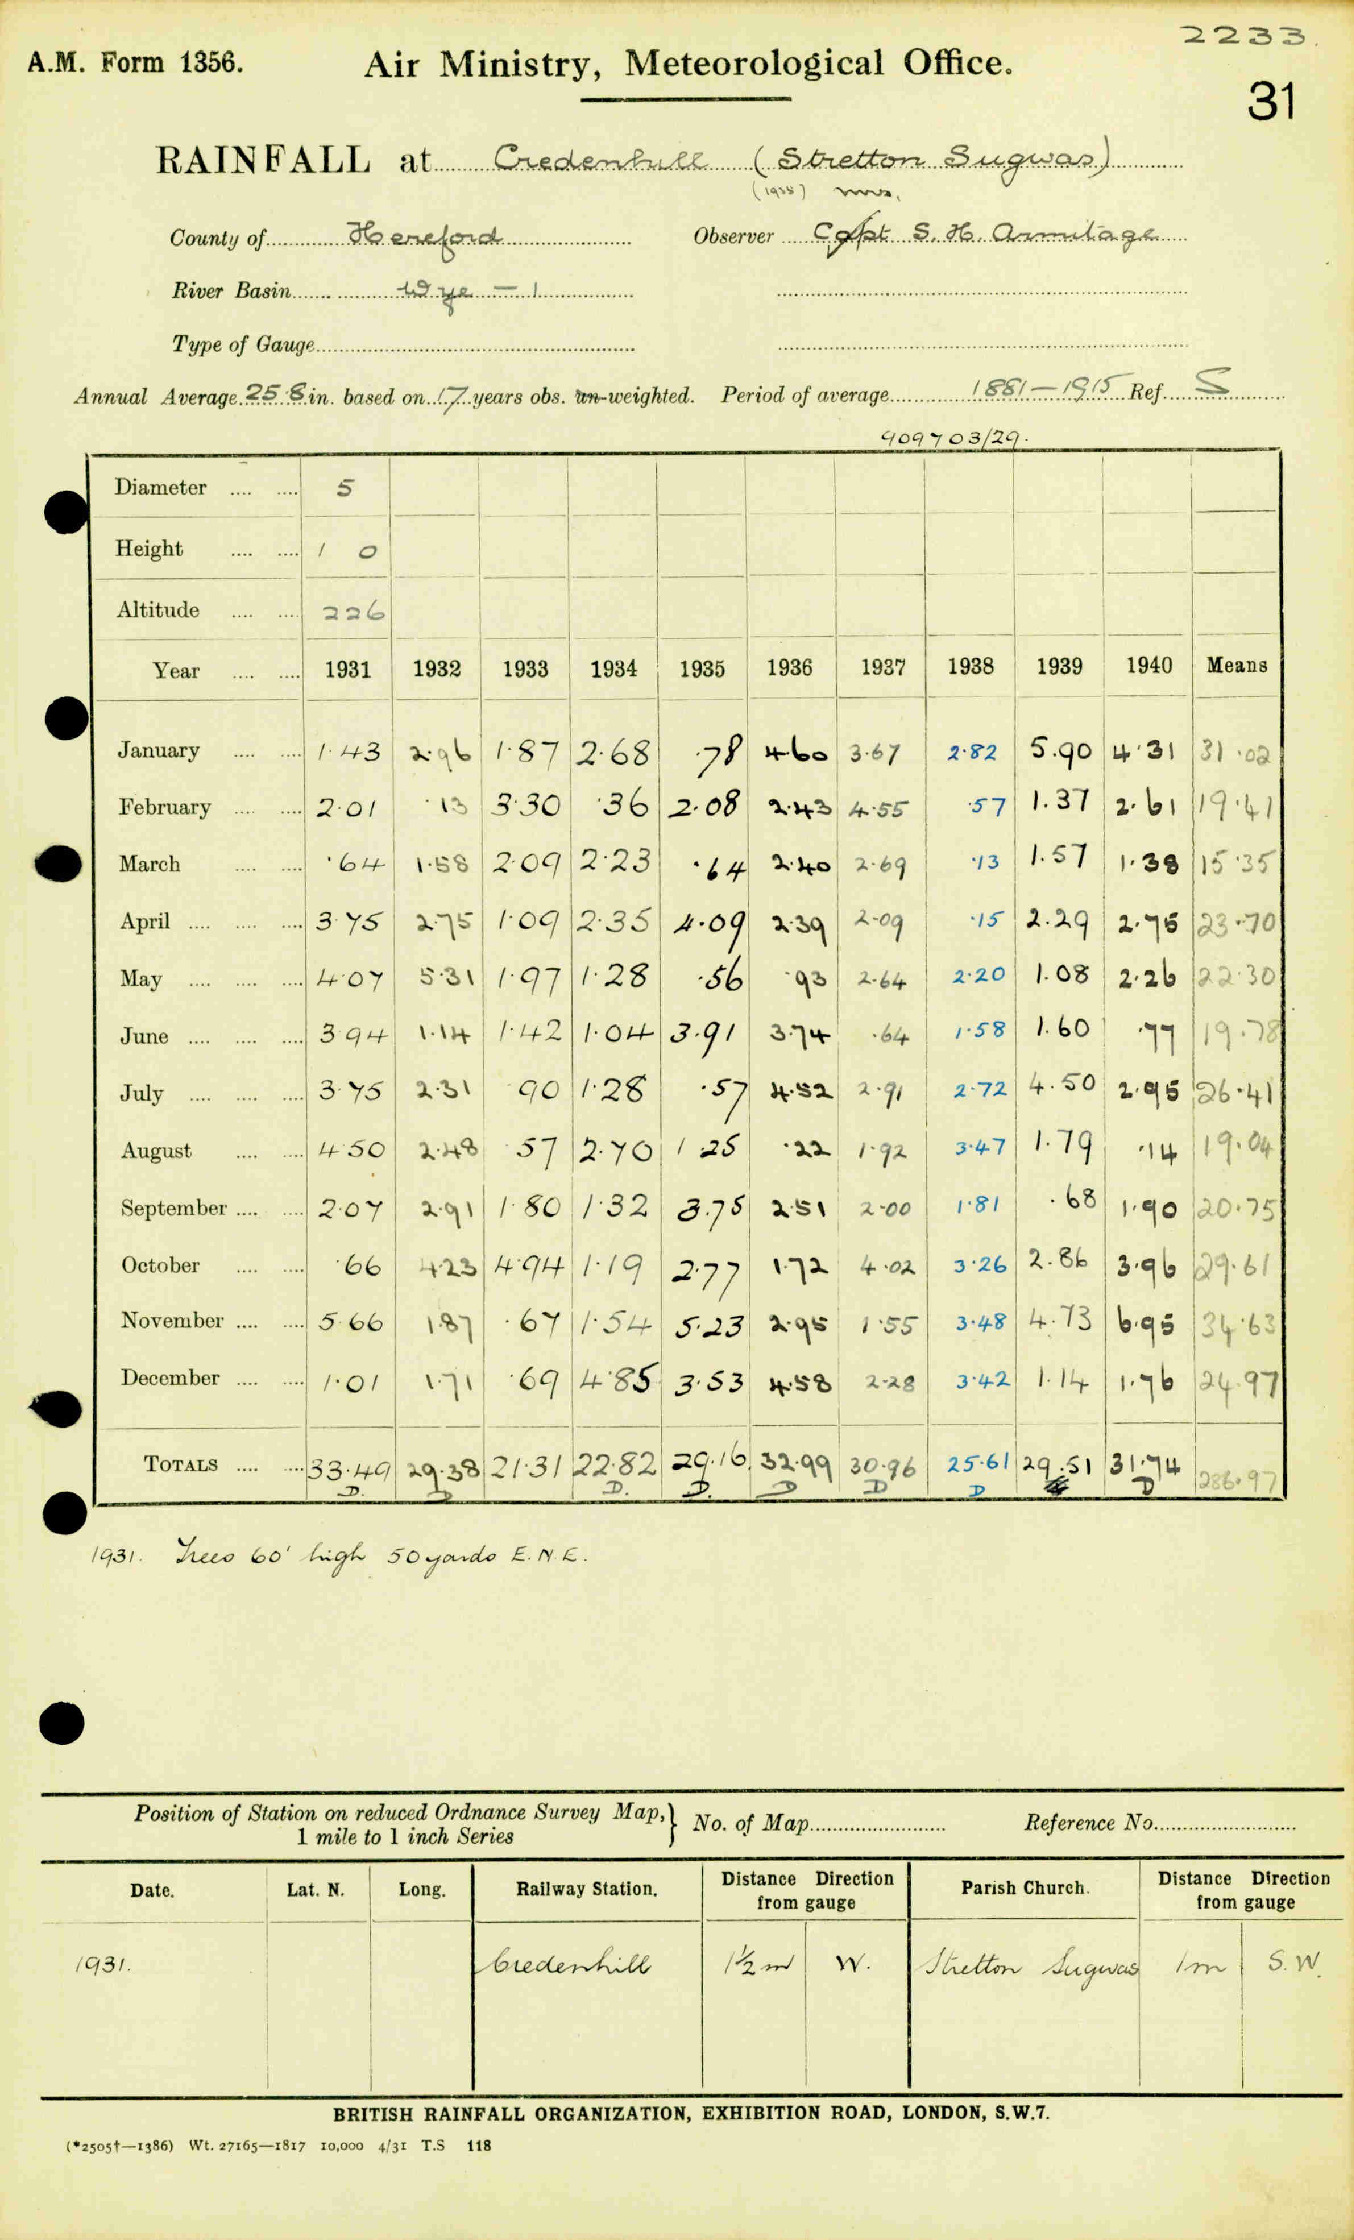 2233
A.M. Form 1356. Air Ministry, Meteorological Office.
31
RAINFALL at Credenhill (Stretton Sugwas)
(1938) Mrs.
County of Hereford Observer Capt S. H. Armitage
River Basin Wye — 1
Type of Gauge
Annual Average 25.8 in. based on 17 years obs. un-weighted. Period of average 1881—1915 Ref. S
909703/29.
Diameter 5
Height 1 0
Altitude 226
Year 1931 1932 1933 1934 1935 1936 1937 1938 1939 1940 Means
January 1.43 2.96 1.87 2.68 .78 4.60 3.67 2.82 5.90 4.31 31.02
February 2.01 .13 3.30 .36 2.08 2.43 4.55 .57 1.37 2.61 19.41
March .64 1.58 2.09 2.23 .64 2.40 2.69 .13 1.57 1.38 15.35
April 3.75 2.75 1.09 2.35 4.09 2.39 2.09 .15 2.29 2.75 23.70
May 4.07 5.31 1.97 1.28 .56 .93 2.64 2.20 1.08 2.26 22.30
June 3.94 1.14 1.42 1.04 3.91 3.74 .64 1.58 1.60 .77 19.78
July 3.75 2.31 .90 1.28 .57 4.52 2.91 2.72 4.50 2.95 26.41
August 4.50 2.48 .57 2.70 1.25 .22 1.92 3.47 1.79 .14 19.04
September 2.07 2.91 1.80 1.32 3.75 2.51 2.00 1.81 .68 1.90 20.75
October .66 4.23 4.94 1.19 2.77 1.72 4.02 3.26 2.86 3.96 29.61
November 5.66 1.87 .67 1.54 5.23 2.95 1.55 3.48 4.73 6.95 34.63
December 1.01 1.71 .69 4.85 3.53 4.58 2.28 3.42 1.14 1.76 24.97
TOTALS 33.49 29.38 21.31 22.82 29.16 32.99 30.96 25.61 29.51 31.74 286.97
D. D D. D. D D D D
1931. Trees 60' high 50 yards E.N.E.
Position of Station on reduced Ordnance Survey Map, } No. of Map Reference No.
1 mile to 1 inch Series
Date. Lat. N. Long. Railway Station. Distance Direction from gauge Parish Church. Distance Direction from gauge
1931. Credenhill 1½ m W. Stretton Sugwas 1m S.W.
BRITISH RAINFALL ORGANIZATION, EXHIBITION ROAD, LONDON, S.W.7.
(*2505†—1386) Wt. 27165—1817 10,000 4/31 T.S 118